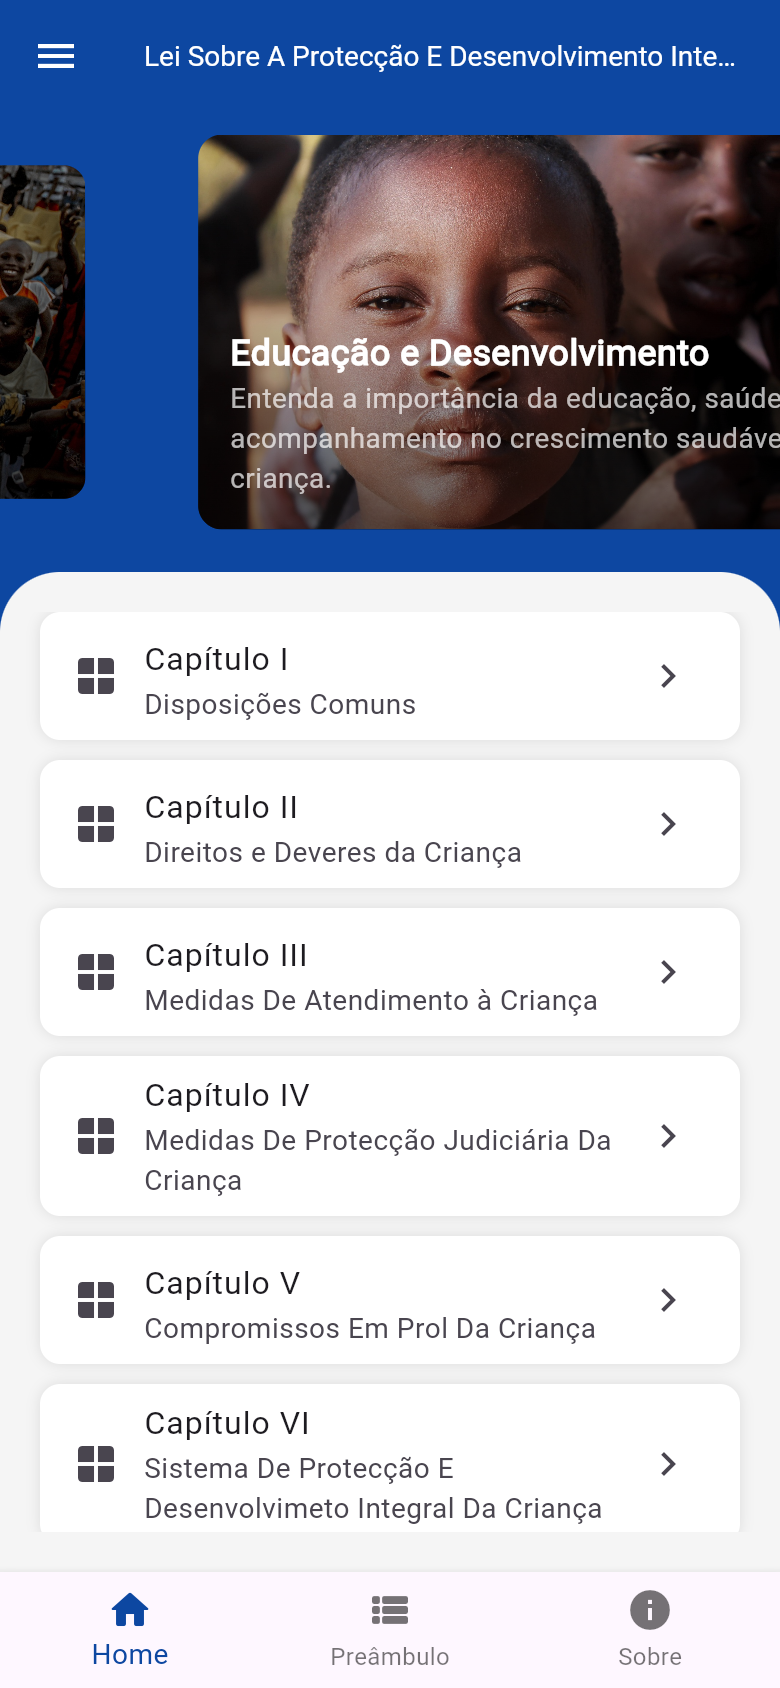 Lei Sobre A Protecção E Desenvolvimento Inte...
Educação e Desenvolvimento
Entenda a importância da educação, saúde
acompanhamento no crescimento saudáve
criança.
Capítulo I
Disposições Comuns
Capítulo II
Direitos e Deveres da Criança
Capítulo III
Medidas De Atendimento à Criança
Capítulo IV
Medidas De Protecção Judiciária Da
Criança
Capítulo V
Compromissos Em Prol Da Criança
Capítulo VI
Sistema De Protecção E
Desenvolvimeto Integral Da Criança
Home
Preâmbulo
Sobre